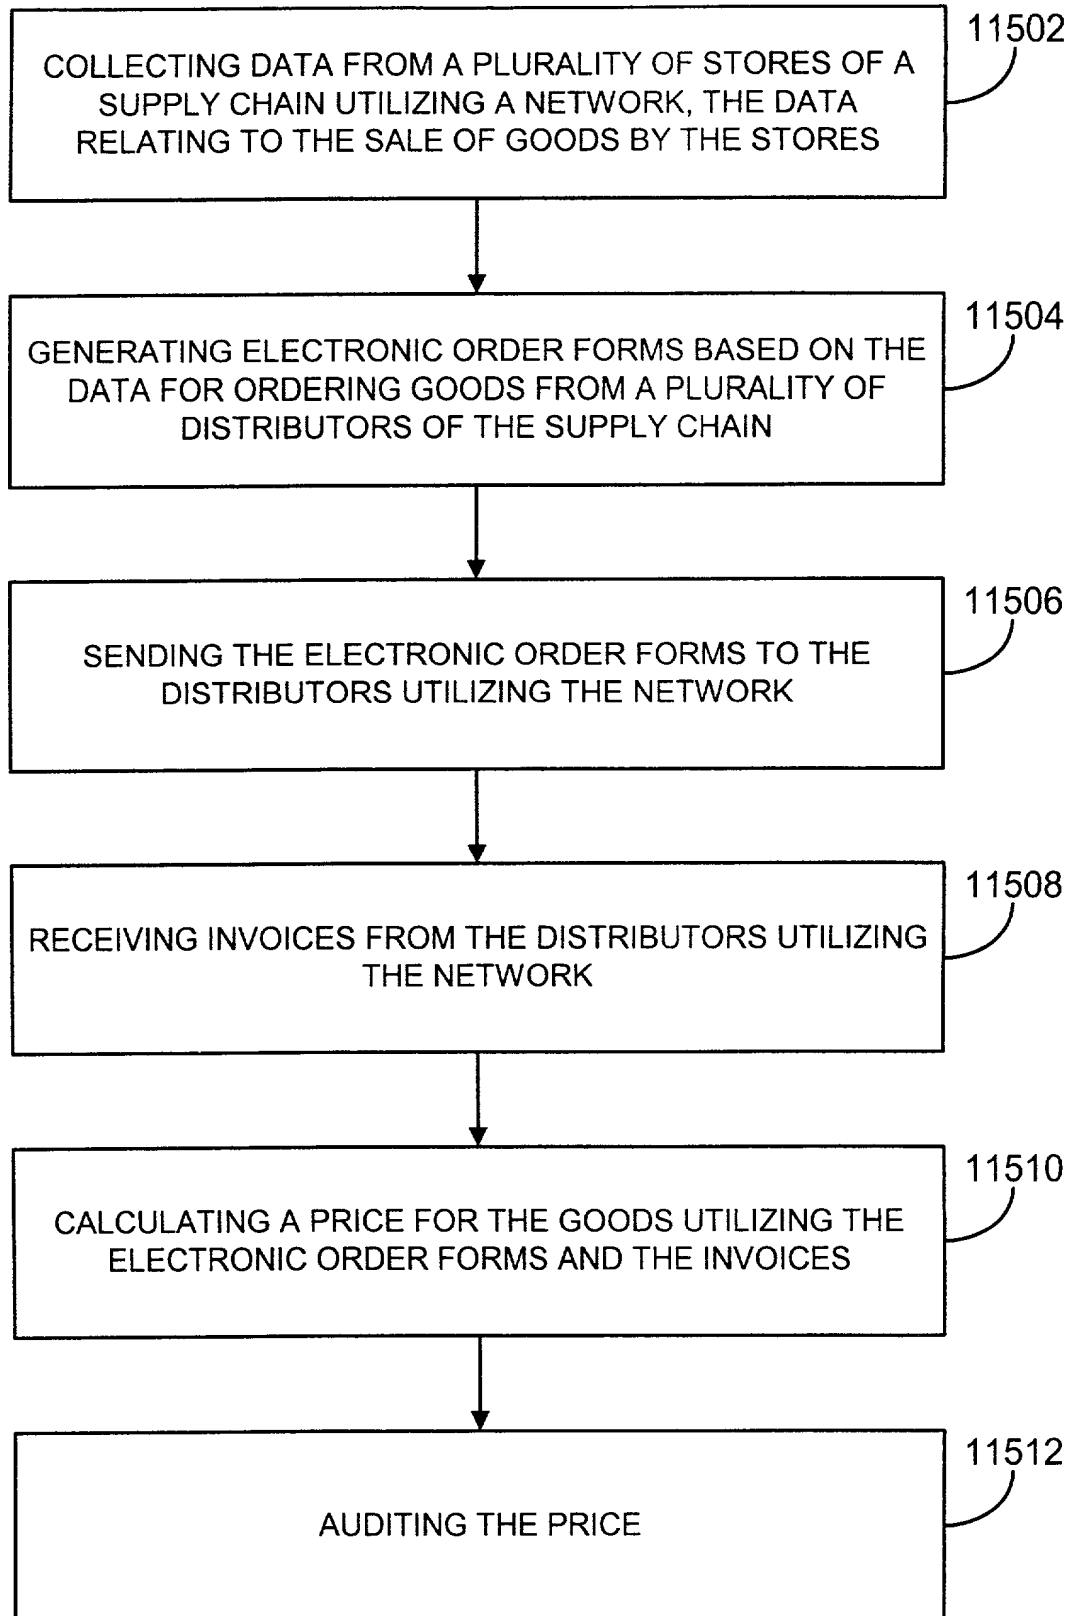 11502
COLLECTING DATA FROM A PLURALITY OF STORES OF A
SUPPLY CHAIN UTILIZING A NETWORK, THE DATA
RELATING TO THE SALE OF GOODS BY THE STORES
11504
GENERATING ELECTRONIC ORDER FORMS BASED ON THE
DATA FOR ORDERING GOODS FROM A PLURALITY OF
DISTRIBUTORS OF THE SUPPLY CHAIN
11506
SENDING THE ELECTRONIC ORDER FORMS TO THE
DISTRIBUTORS UTILIZING THE NETWORK
11508
RECEIVING INVOICES FROM THE DISTRIBUTORS UTILIZING
THE NETWORK
11510
CALCULATING A PRICE FOR THE GOODS UTILIZING THE
ELECTRONIC ORDER FORMS AND THE INVOICES
11512
AUDITING THE PRICE